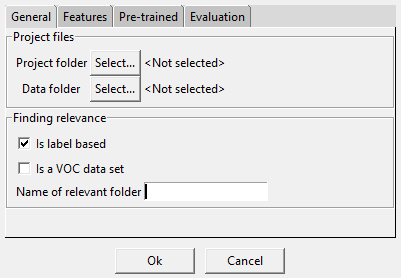 General Features Pre-trained Evaluation
Project files
Project folder Select... <Not selected>
Data folder Select... <Not selected>
Finding relevance
Is label based
Is a VOC data set
Name of relevant folder
Ok Cancel